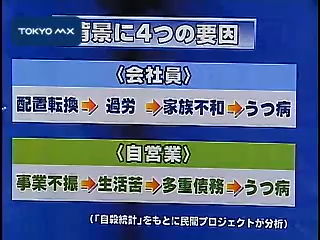 TOKYO MX
背景に4つの要因
〈会社員〉
配置転換➡過労➡家族不和➡うつ病
〈自営業〉
事業不振➡生活苦➡多重債務➡うつ病
(「自殺統計」をもとに民間プロジェクトが分析)